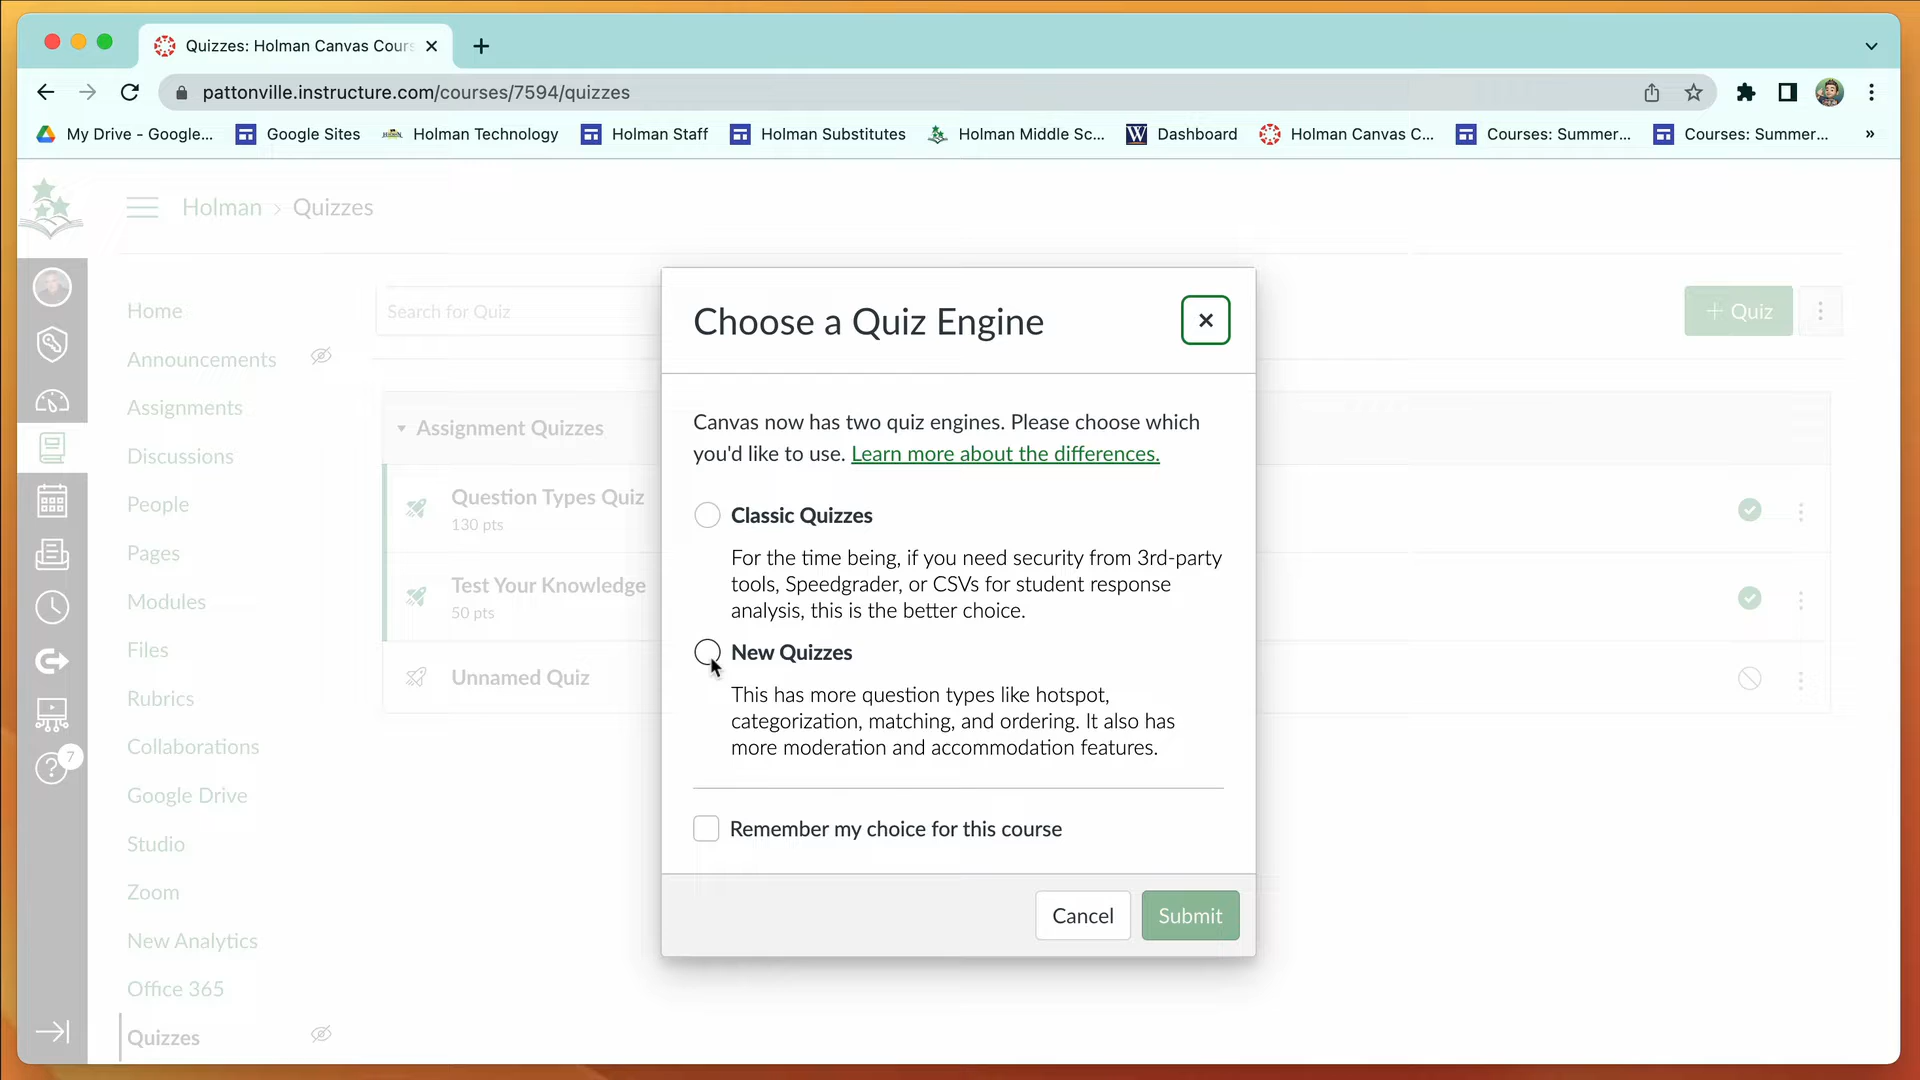 Quizzes: Holman Canvas Cours
pattonville.instructure.com/courses/7594/quizzes
My Drive - Google...
Google Sites
Holman Technology
Holman Staff
Holman Substitutes
Holman Middle Sc...
W
Dashboard
Holman Canvas C...
Courses: Summer...
Courses: Summer...
»
Holman › Quizzes
Home
Announcements
Assignments
Discussions
People
Pages
Modules
Files
Rubrics
Collaborations
Google Drive
Studio
Zoom
New Analytics
Office 365
Quizzes
7
Search for Quiz
+ Quiz
Assignment Quizzes
Question Types Quiz
130 pts
Test Your Knowledge
50 pts
Unnamed Quiz
Choose a Quiz Engine
Canvas now has two quiz engines. Please choose which
you'd like to use. Learn more about the differences.
Classic Quizzes
For the time being, if you need security from 3rd-party
tools, Speedgrader, or CSVs for student response
analysis, this is the better choice.
New Quizzes
This has more question types like hotspot,
categorization, matching, and ordering. It also has
more moderation and accommodation features.
Remember my choice for this course
Cancel
Submit